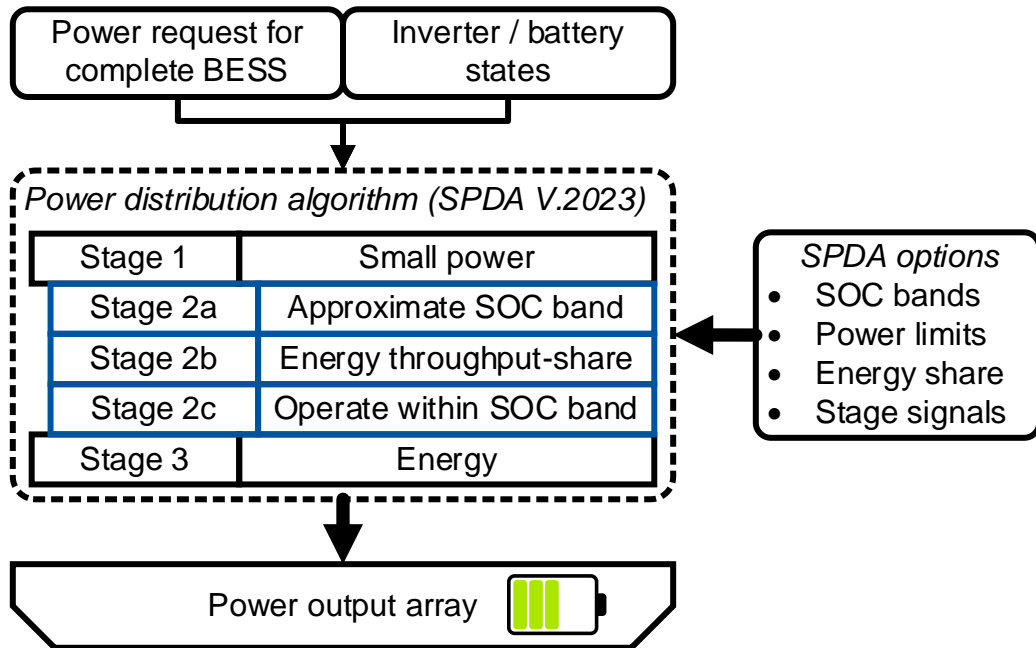 Power request for
complete BESS
Inverter / battery
states
Power distribution algorithm (SPDA V.2023)
Stage 1 Small power
Stage 2a Approximate SOC band
Stage 2b Energy throughput-share
Stage 2c Operate within SOC band
Stage 3 Energy
SPDA options
• SOC bands
• Power limits
• Energy share
• Stage signals
Power output array